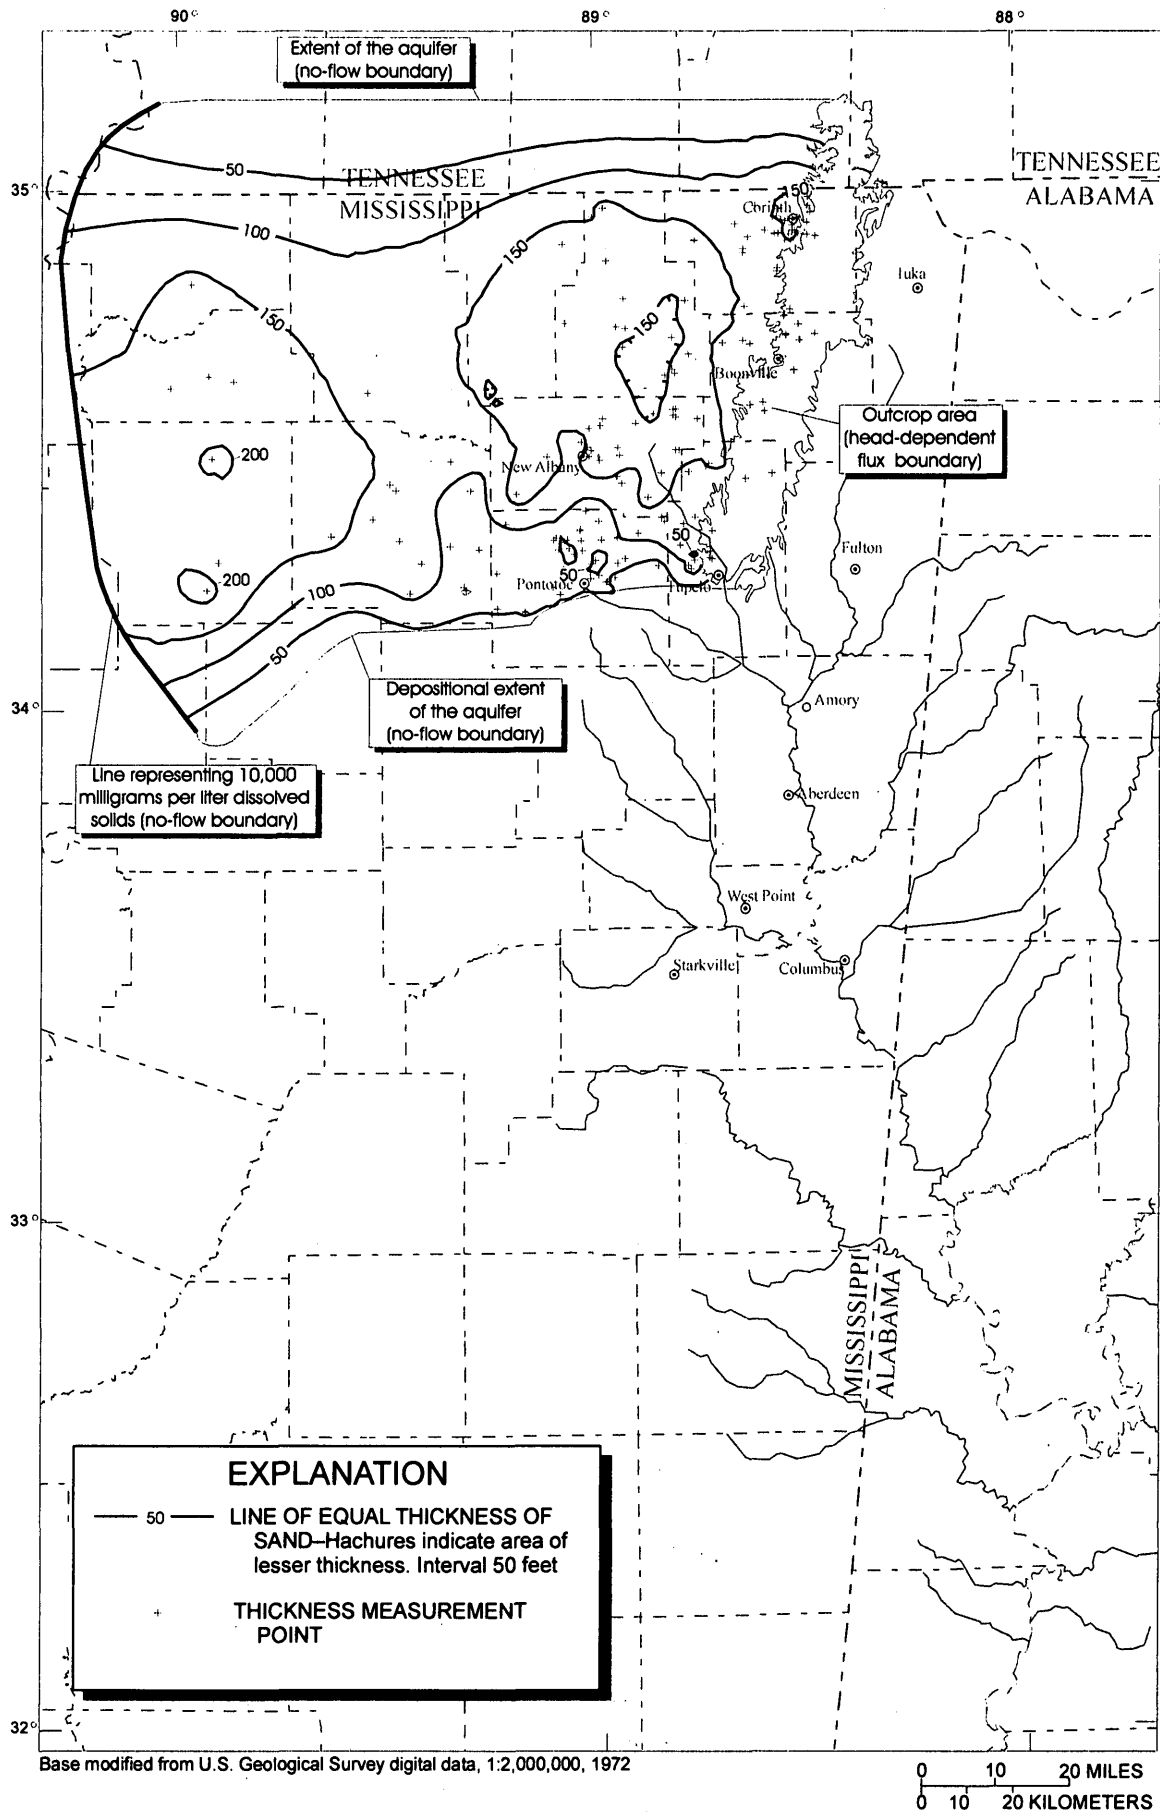 90°
89°
88°
Extent of the aquifer
(no-flow boundary)
50
TENNESSEE
MISSISSIPPI
TENNESSEE
ALABAMA
35°
150
Corinth
100
150
Iuka
150
150
Boonville
Outcrop area
(head-dependent
flux boundary)
200
New Albany
50
Fulton
200
50
Pontotoc
Tupelo
100
50
Depositional extent
of the aquifer
(no-flow boundary)
Amory
34°
Line representing 10,000
milligrams per liter dissolved
solids (no-flow boundary)
Aberdeen
West Point
Starkville
Columbus
33°
MISSISSIPPI
ALABAMA
EXPLANATION
50
LINE OF EQUAL THICKNESS OF
SAND–Hachures indicate area of
lesser thickness. Interval 50 feet
THICKNESS MEASUREMENT
POINT
32°
Base modified from U.S. Geological Survey digital data, 1:2,000,000, 1972
0 10 20 MILES
0 10 20 KILOMETERS